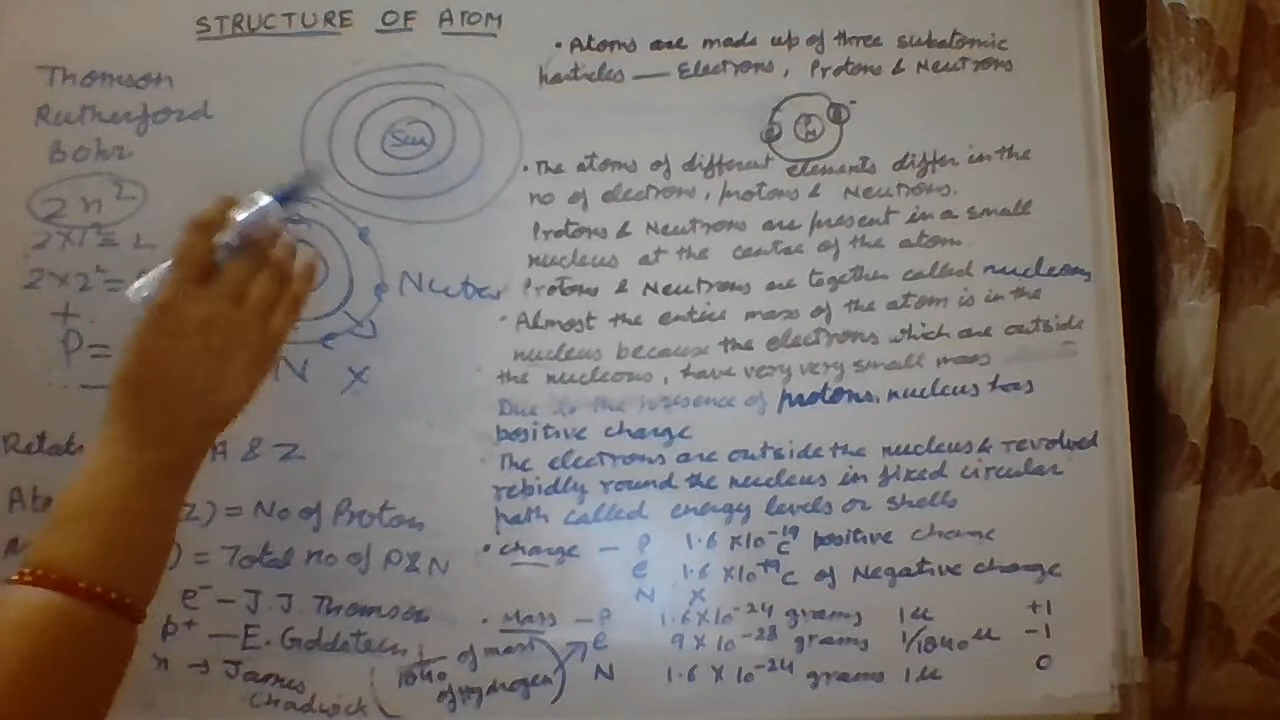 STRUCTURE OF ATOM
Thomson
Rutherford
Bohr
2n²
2×1²= 2
2×2²=
+
P=
Sun
N X
A & Z
) = No of Proton
) = Total no of P&N
e⁻ – J.J. Thomson
p⁺ — E. Goldstein
n → James
Chadwick
(1/1840 of mass
of Hydrogen)
• Atoms are made up of three subatomic
particles — Electrons, Protons & Neutrons
• The atoms of different elements differ in the
no of electrons, protons & Neutrons.
Protons & Neutrons are present in a small
nucleus at the centre of the atom.
Protons & Neutrons are together called nucleons
• Almost the entire mass of the atom is in the
nucleus because the electrons which are outside
the nucleons, have very very small mass
Due to the presence of protons, nucleus has
positive charge
The electrons are outside the nucleus & revolved
rebidly round the nucleus in fixed circular
path called energy levels or shells
• Charge – P 1.6 ×10⁻¹⁹ C positive charge
e 1.6×10⁻¹⁹ C of Negative charge
N X
• Mass – P 1.6×10⁻²⁴ grams 1u +1
e 9 × 10⁻²⁸ grams 1/1840 u -1
N 1.6 × 10⁻²⁴ grams 1u 0